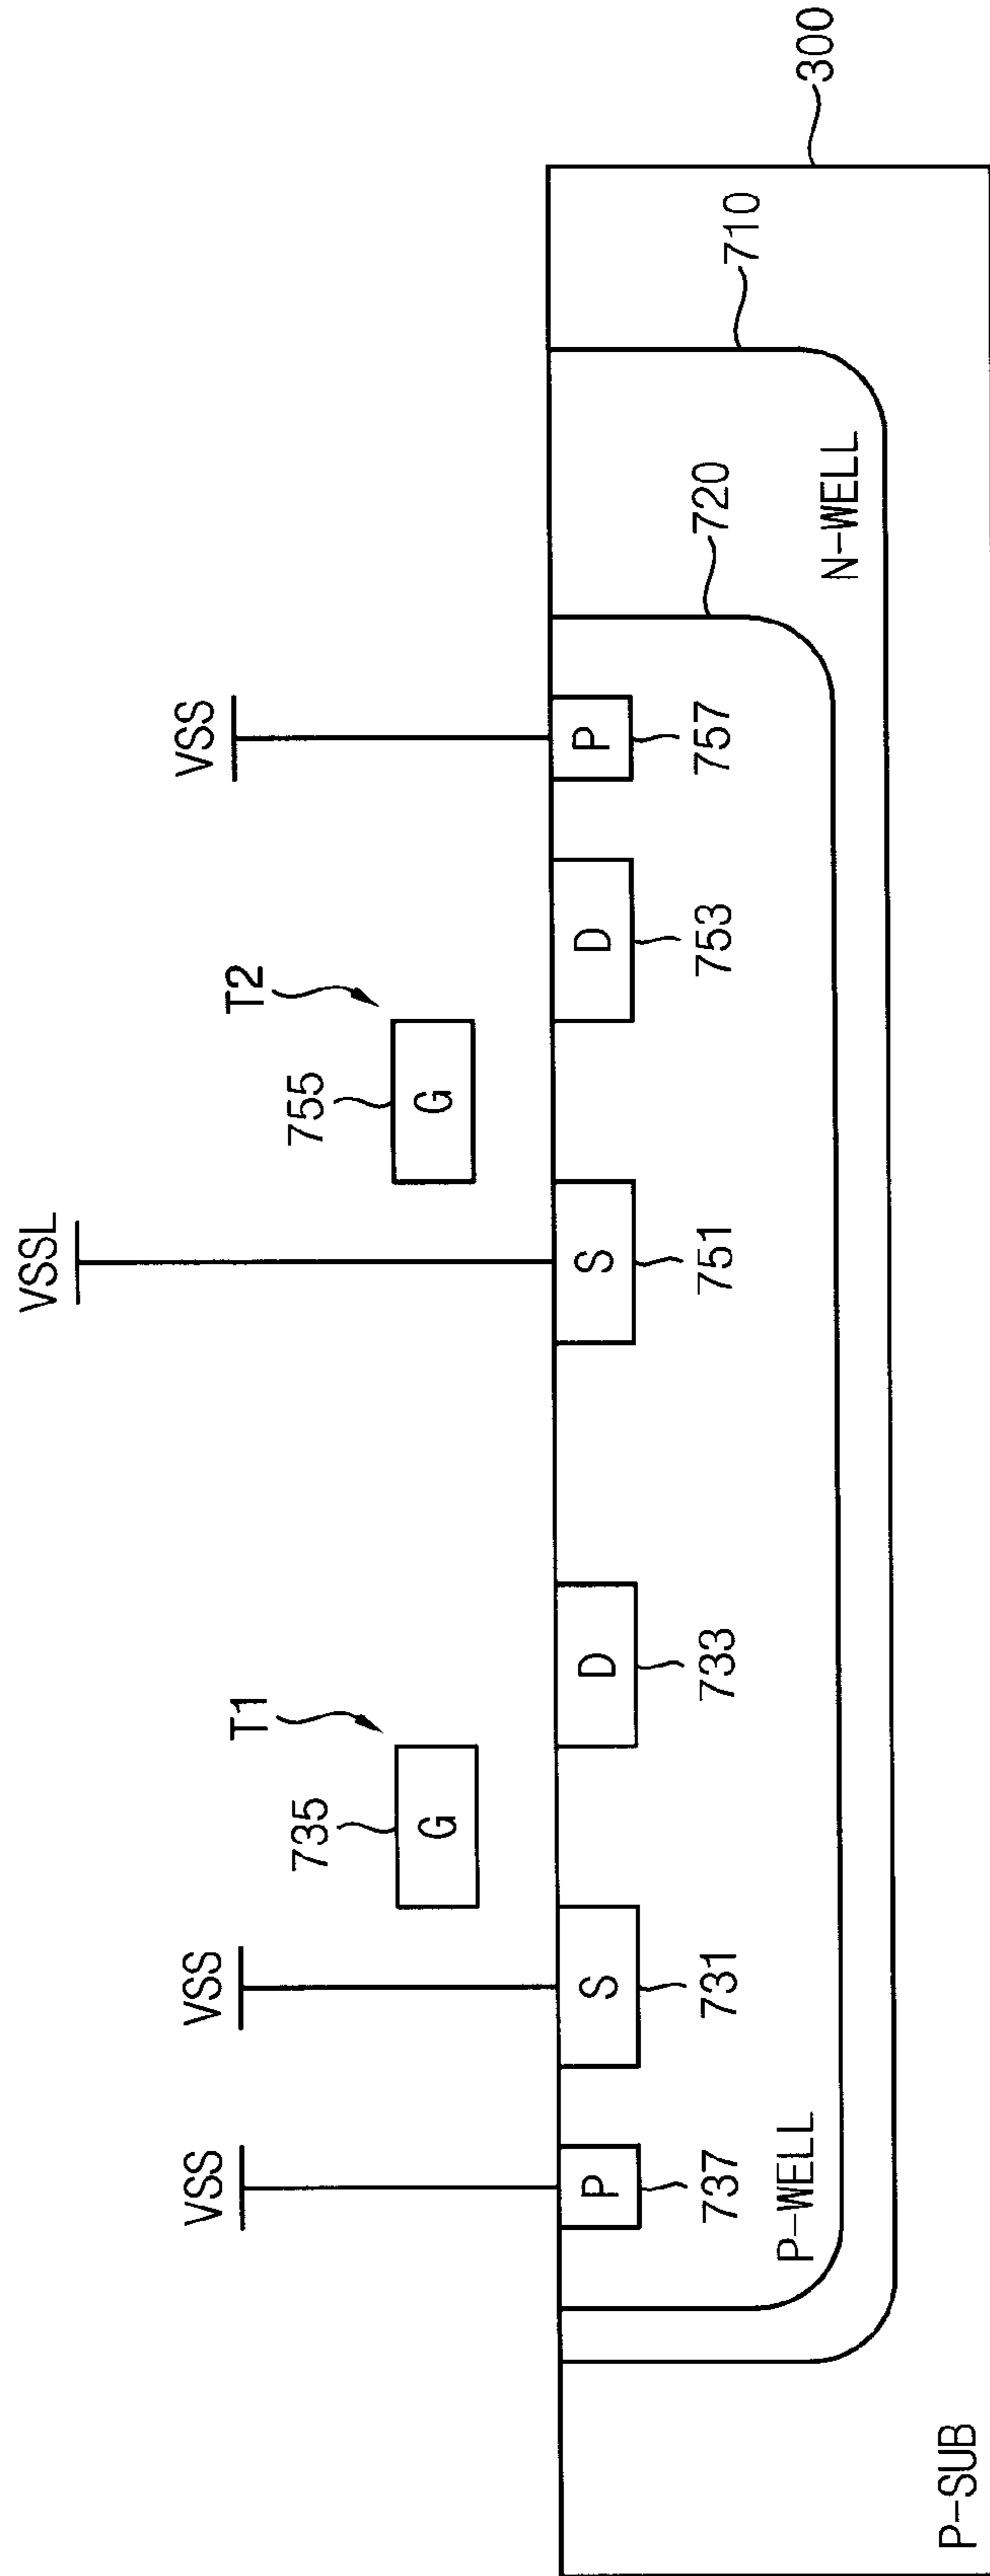 VSSL
VSS
VSS
VSS
T1
T2
735
755
G
G
P
S
D
S
D
P
737
731
733
751
753
757
720
710
300
P-WELL
N-WELL
P-SUB